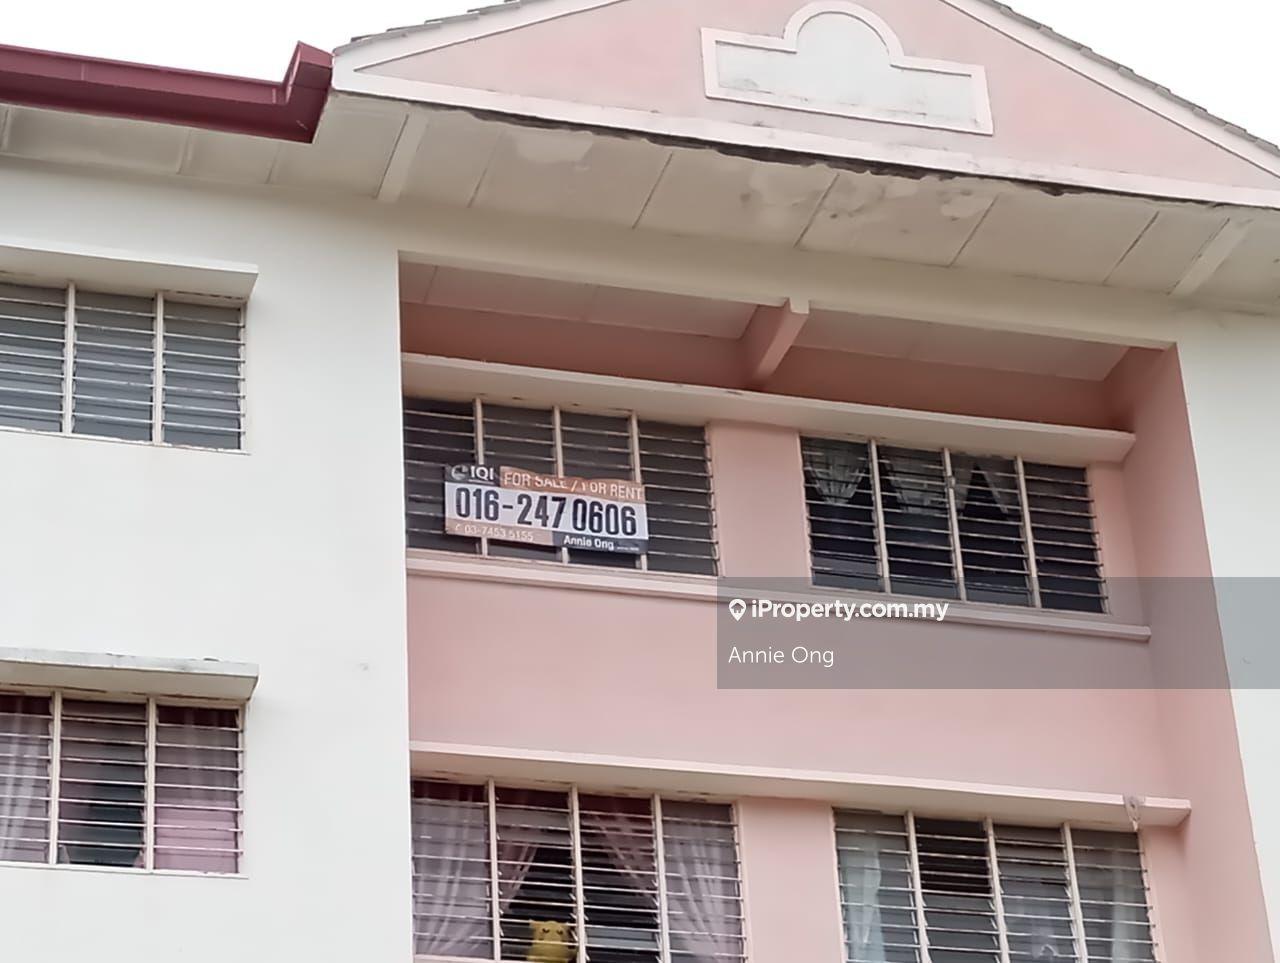 IQI FOR SALE / FOR RENT
016-247 0606
03-7453 5155 Annie Ong
iProperty.com.my
Annie Ong